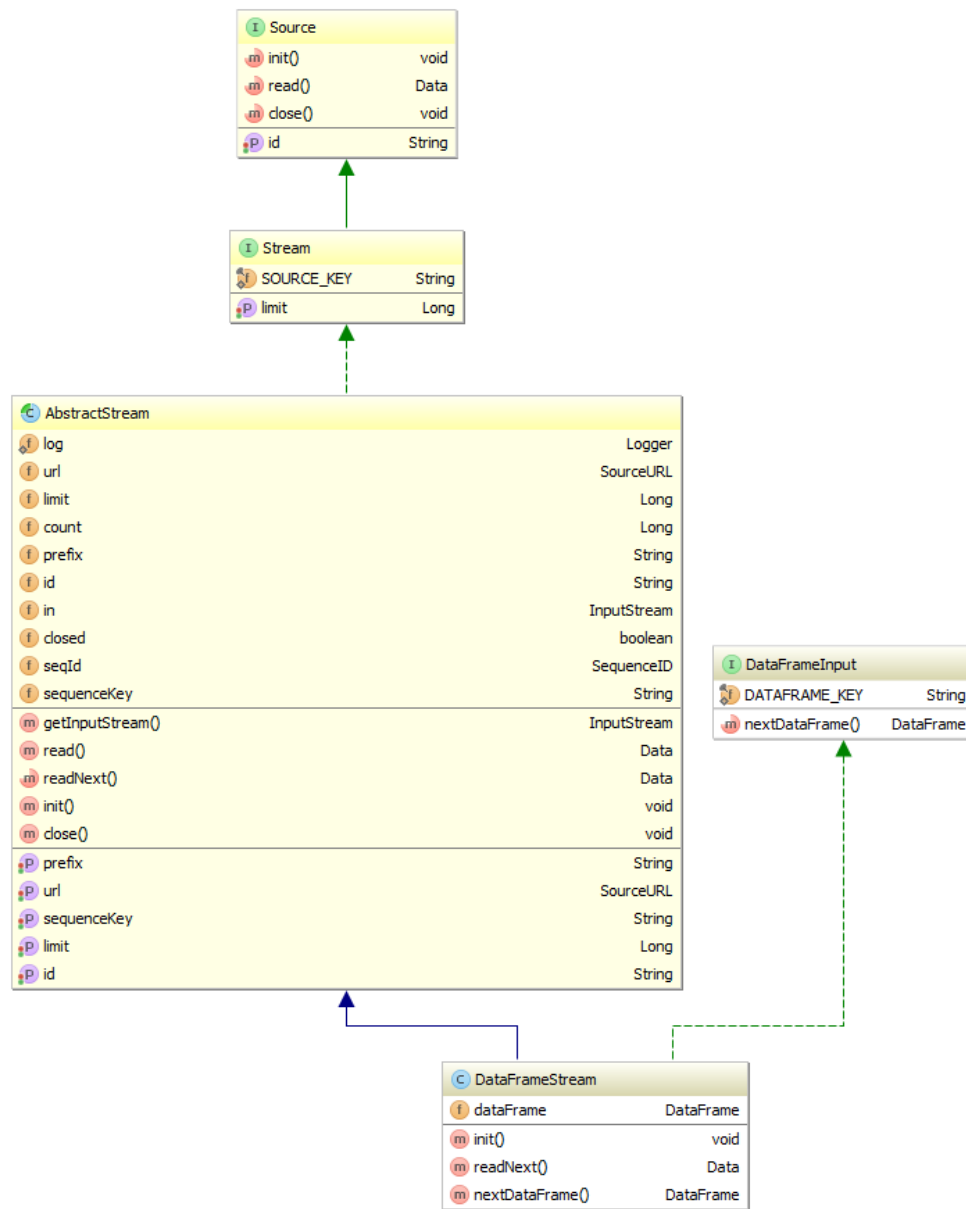 I Source
m init() void
m read() Data
m close() void
P id String
I Stream
f SOURCE_KEY String
P limit Long
C AbstractStream
f log Logger
f url SourceURL
f limit Long
f count Long
f prefix String
f id String
f in InputStream
f closed boolean
f seqId SequenceID
f sequenceKey String
m getInputStream() InputStream
m read() Data
m readNext() Data
m init() void
m close() void
P prefix String
P url SourceURL
P sequenceKey String
P limit Long
P id String
I DataFrameInput
f DATAFRAME_KEY String
m nextDataFrame() DataFrame
C DataFrameStream
f dataFrame DataFrame
m init() void
m readNext() Data
m nextDataFrame() DataFrame